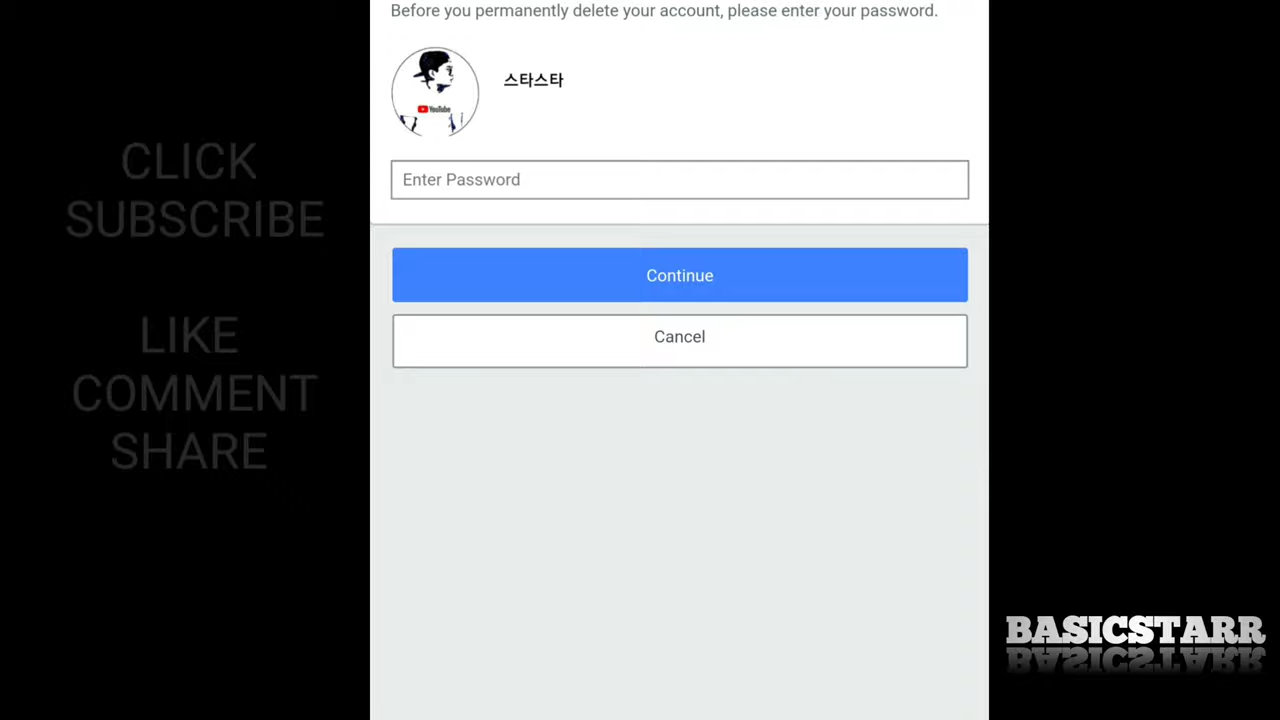 Before you permanently delete your account, please enter your password.
스타스타
YouTube
Enter Password
Continue
Cancel
CLICK
SUBSCRIBE
LIKE
COMMENT
SHARE
BASICSTARR